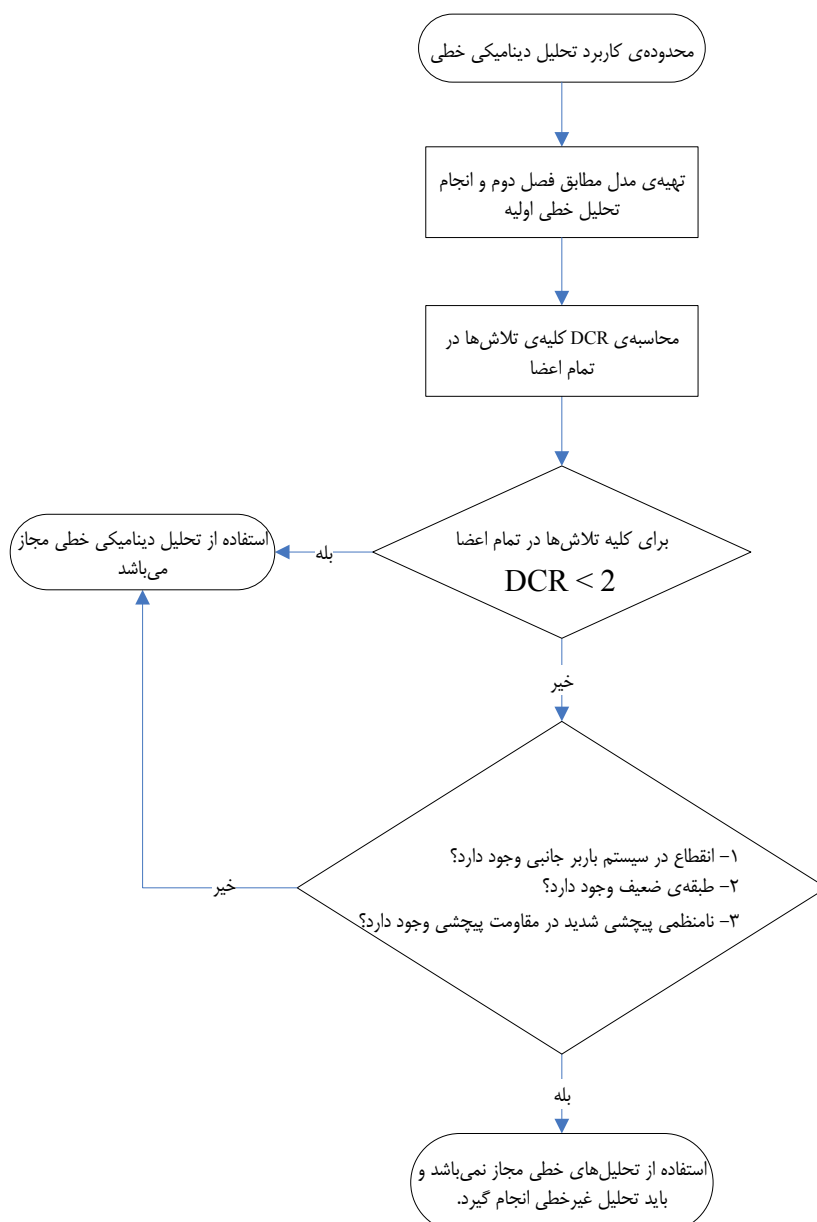 محدوده‌ی کاربرد تحلیل دینامیکی خطی
تهیه‌ی مدل مطابق فصل دوم و انجام
تحلیل خطی اولیه
محاسبه‌ی DCR کلیه‌ی تلاش‌ها در
تمام اعضا
برای کلیه تلاش‌ها در تمام اعضا
DCR < 2
بله
استفاده از تحلیل دینامیکی خطی مجاز
می‌باشد
خیر
۱- انقطاع در سیستم باربر جانبی وجود دارد؟
۲- طبقه‌ی ضعیف وجود دارد؟
۳- نامنظمی پیچشی شدید در مقاومت پیچشی وجود دارد؟
خیر
بله
استفاده از تحلیل‌های خطی مجاز نمی‌باشد و
باید تحلیل غیرخطی انجام گیرد.